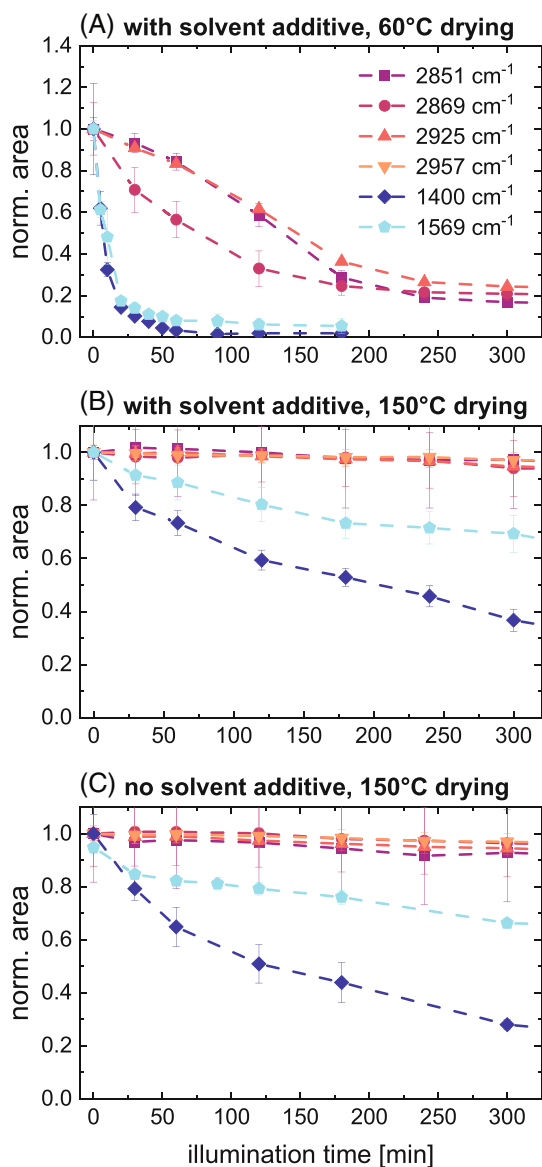 (A) with solvent additive, 60°C drying
1.4
1.2
1.0
0.8
0.6
0.4
0.2
0.0
norm. area
2851 cm⁻¹
2869 cm⁻¹
2925 cm⁻¹
2957 cm⁻¹
1400 cm⁻¹
1569 cm⁻¹
0 50 100 150 200 250 300
(B) with solvent additive, 150°C drying
1.0
0.8
0.6
0.4
0.2
0.0
norm. area
0 50 100 150 200 250 300
(C) no solvent additive, 150°C drying
1.0
0.8
0.6
0.4
0.2
0.0
norm. area
0 50 100 150 200 250 300
illumination time [min]